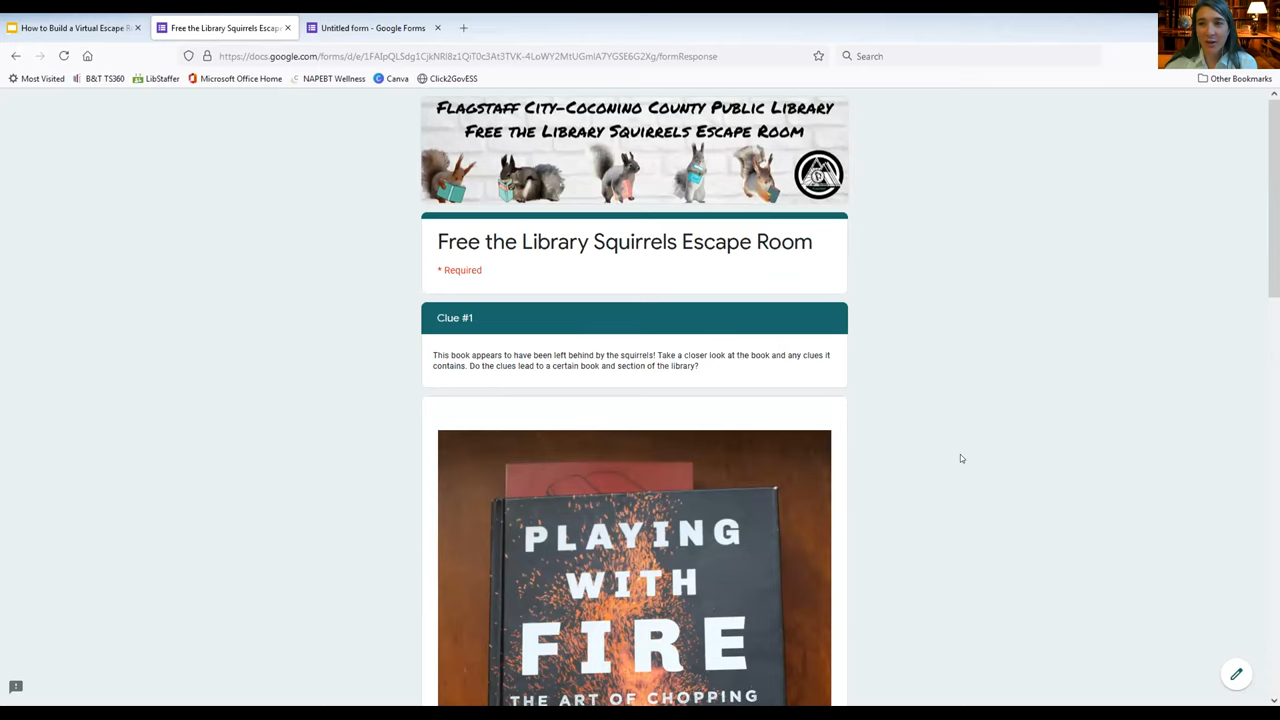 How to Build a Virtual Escape R
Free the Library Squirrels Escape
Untitled form - Google Forms
https://docs.google.com/forms/d/e/1FAIpQLSdg1CjkNRl8z1QiT0c3At3TVK-4LoWY2MtUGmIA7YGSE6G2Xg/formResponse
Search
Most Visited B&T TS360 LibStaffer Microsoft Office Home NAPEBT Wellness Canva Click2GovESS Other Bookmarks
Flagstaff City-Coconino County Public Library
Free the Library Squirrels Escape Room
Free the Library Squirrels Escape Room
* Required
Clue #1
This book appears to have been left behind by the squirrels! Take a closer look at the book and any clues it
contains. Do the clues lead to a certain book and section of the library?
PLAYING
WITH
FIRE
THE ART OF CHOPPING